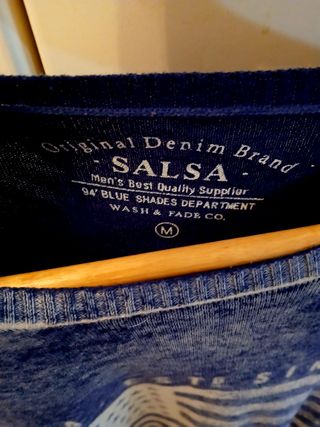 Original Denim Brand
· SALSA ·
Men's Best Quality Supplier
94' BLUE SHADES DEPARTMENT
WASH & FADE CO.
M